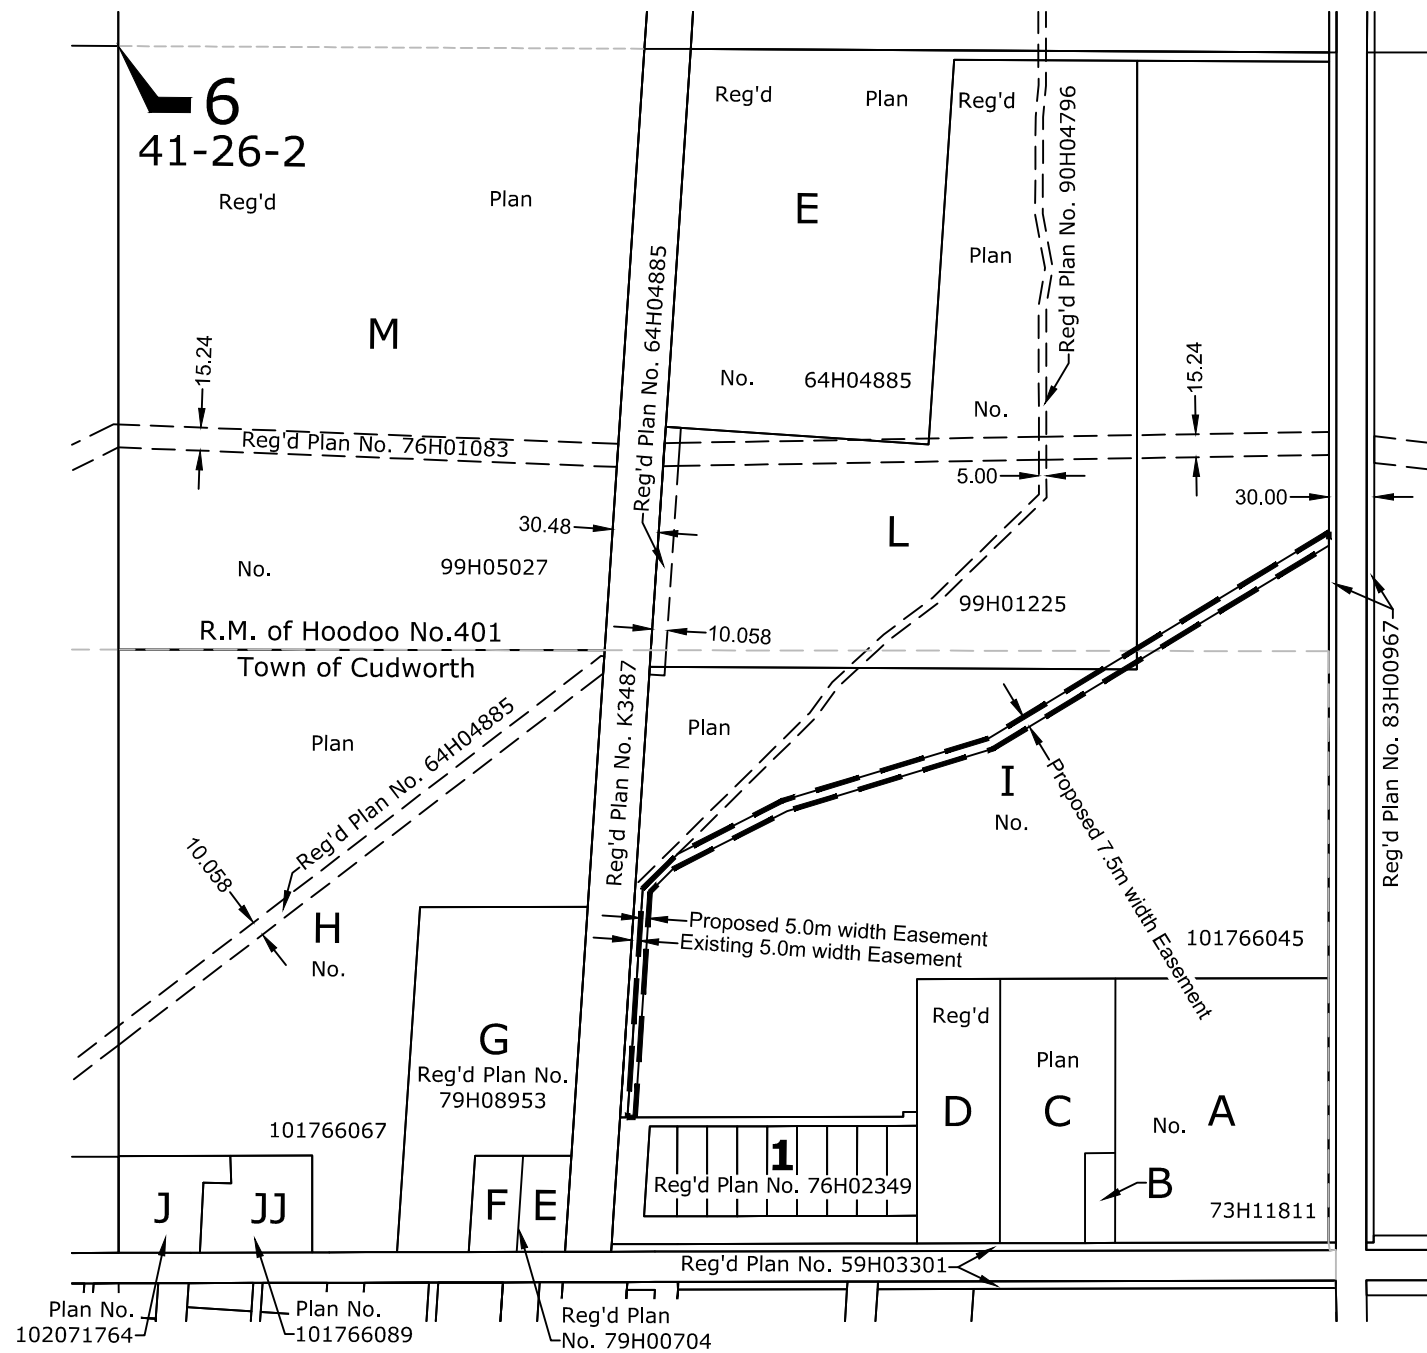 6
41-26-2
Reg'd Plan
M
15.24
Reg'd Plan No. 76H01083
No. 99H05027
R.M. of Hoodoo No.401
Town of Cudworth
Reg'd Plan No. 64H04885
30.48
10.058
Reg'd Plan
E
No. 64H04885
Reg'd
Plan
No.
Reg'd Plan No. 90H04796
15.24
5.00
30.00
L
99H01225
Reg'd Plan No. 83H00967
Plan
Reg'd Plan No. 64H04885
10.058
H
No.
101766067
Reg'd Plan No. K3487
Plan
I
No.
101766045
Proposed 7.5m width Easement
Proposed 5.0m width Easement
Existing 5.0m width Easement
G
Reg'd Plan No.
79H08953
J
JJ
F
E
1
Reg'd Plan No. 76H02349
Reg'd
Plan
No.
D
C
B
A
73H11811
Reg'd Plan No. 59H03301
Plan No.
102071764
Plan No.
101766089
Reg'd Plan
No. 79H00704